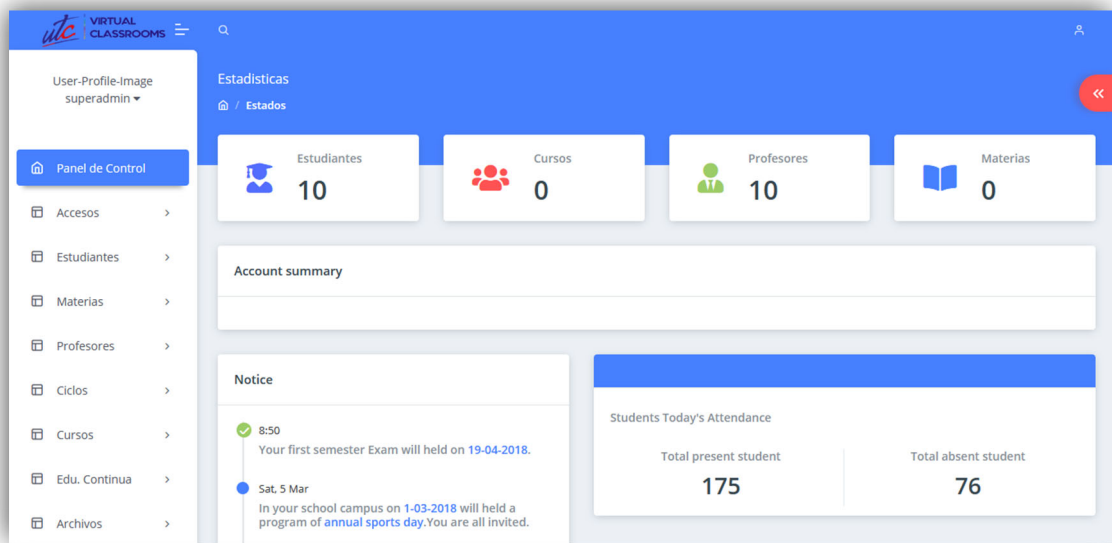 utc VIRTUAL
CLASSROOMS
User-Profile-Image
superadmin
Panel de Control
Accesos
Estudiantes
Materias
Profesores
Ciclos
Cursos
Edu. Continua
Archivos
Estadisticas
/ Estados
Estudiantes
10
Cursos
0
Profesores
10
Materias
0
Account summary
Notice
8:50
Your first semester Exam will held on 19-04-2018.
Sat, 5 Mar
In your school campus on 1-03-2018 will held a
program of annual sports day.You are all invited.
Students Today's Attendance
Total present student
175
Total absent student
76